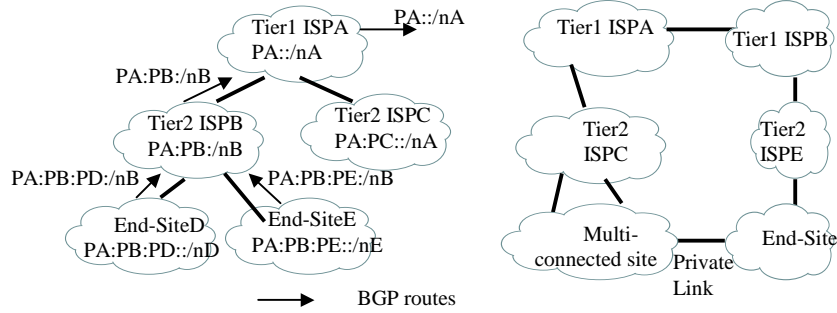 PA::/nA
Tier1 ISPA
PA::/nA
PA:PB:/nB
Tier2 ISPB
PA:PB:/nB
Tier2 ISPC
PA:PC::/nA
PA:PB:PD:/nB
PA:PB:PE:/nB
End-SiteD
PA:PB:PD::/nD
End-SiteE
PA:PB:PE::/nE
BGP routes
Tier1 ISPA
Tier1 ISPB
Tier2
ISPC
Tier2
ISPE
Multi-
connected site
Private
Link
End-Site